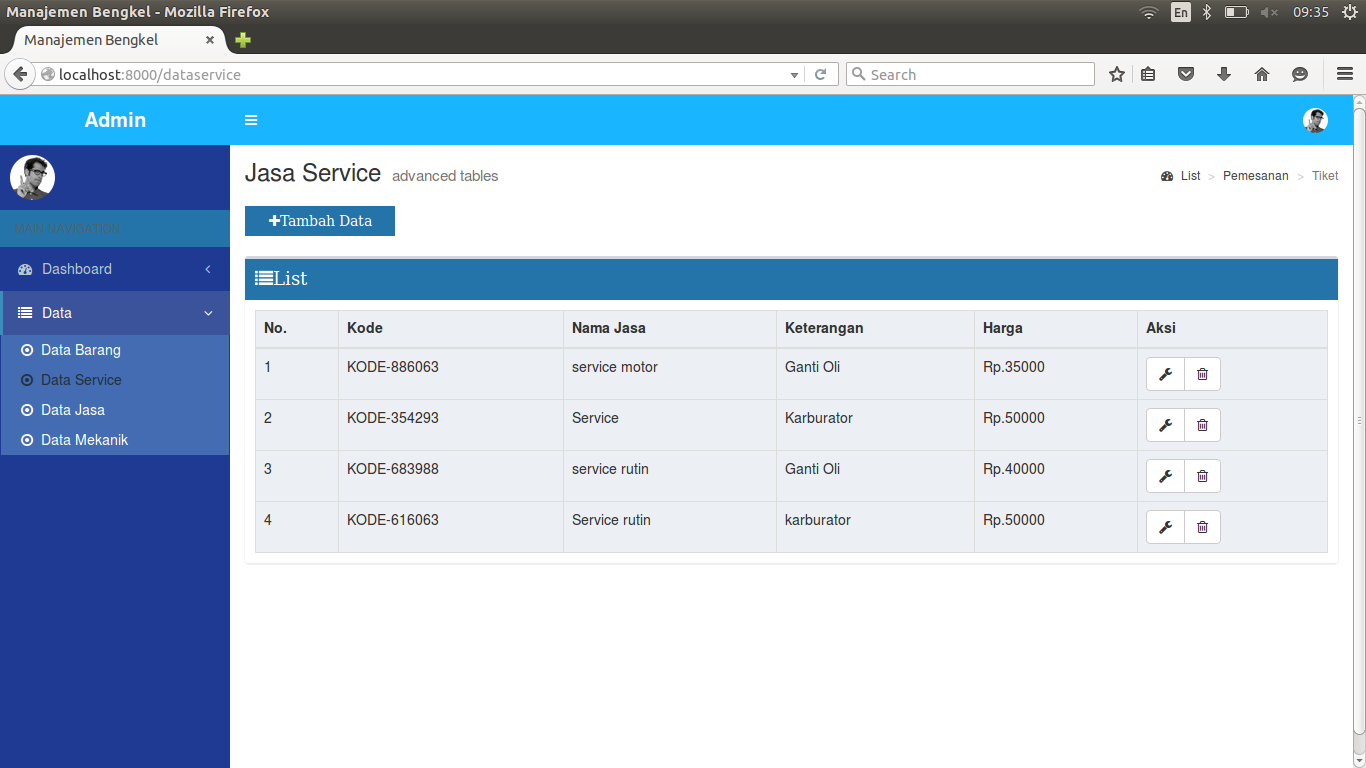 Manajemen Bengkel - Mozilla Firefox
En
09:35
Manajemen Bengkel
localhost:8000/dataservice
Search
Admin
Jasa Service advanced tables
List > Pemesanan > Tiket
MAIN NAVIGATION
Tambah Data
Dashboard
List
Data
Data Barang
Data Service
Data Jasa
Data Mekanik
No. Kode Nama Jasa Keterangan Harga Aksi
1 KODE-886063 service motor Ganti Oli Rp.35000
2 KODE-354293 Service Karburator Rp.50000
3 KODE-683988 service rutin Ganti Oli Rp.40000
4 KODE-616063 Service rutin karburator Rp.50000